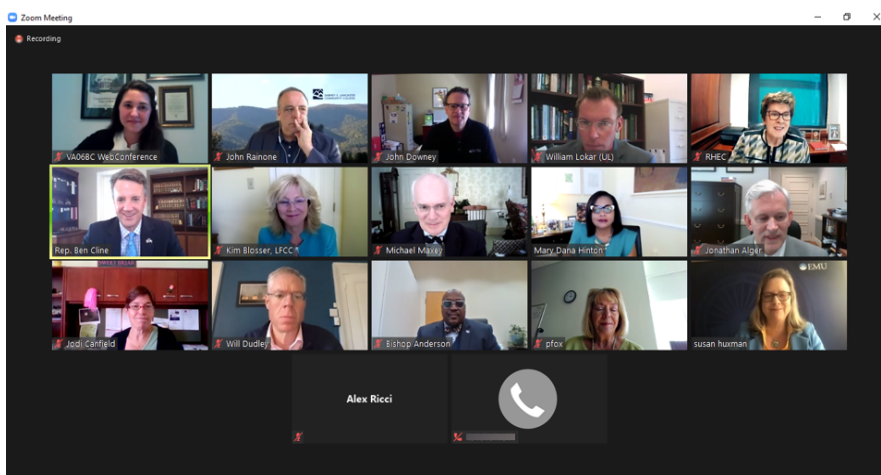 Zoom Meeting
Recording
VA06BC WebConference
John Rainone
John Downey
William Lokar (UL)
RHEC
Rep. Ben Cline
Kim Blosser, LFCC
Michael Maxey
Mary Dana Hinton
Jonathan Alger
Jodi Canfield
Will Dudley
Bishop Anderson
pfox
EMU
susan huxman
Alex Ricci